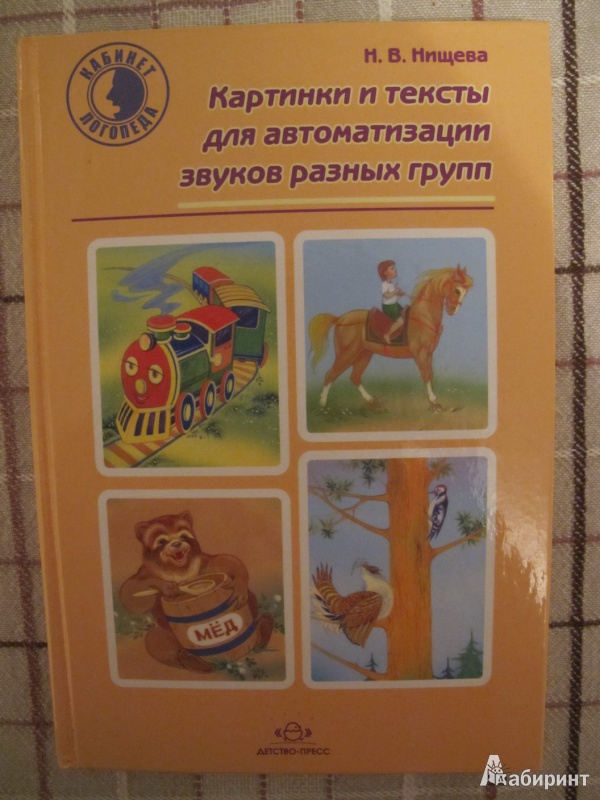 КАБИНЕТ
ЛОГОПЕДА
Н. В. Нищева
Картинки и тексты
для автоматизации
звуков разных групп
МЁД
ДЕТСТВО-ПРЕСС
Лабиринт